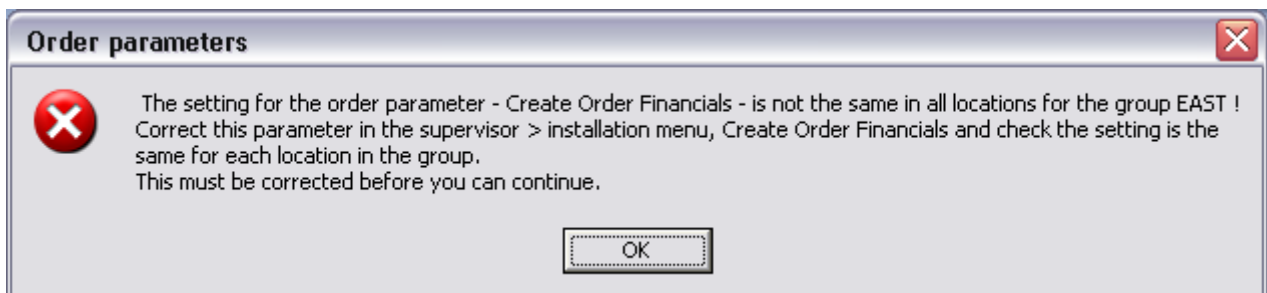 Order parameters
The setting for the order parameter - Create Order Financials - is not the same in all locations for the group EAST !
Correct this parameter in the supervisor > installation menu, Create Order Financials and check the setting is the
same for each location in the group.
This must be corrected before you can continue.
OK